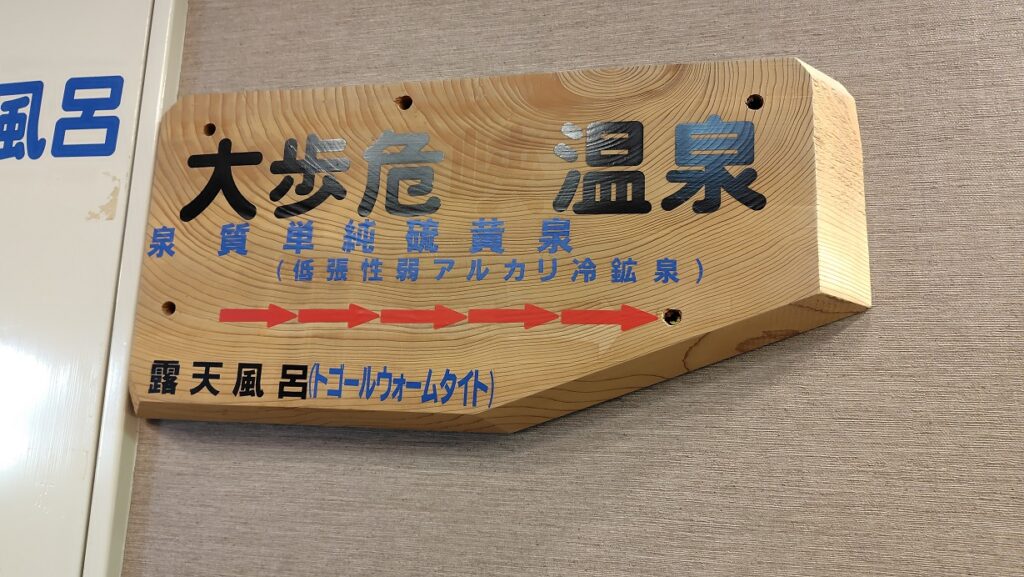 風呂
大歩危 温泉
泉質単純硫黄泉
(低張性弱アルカリ冷鉱泉)
露天風呂(トゴールウォームタイト)